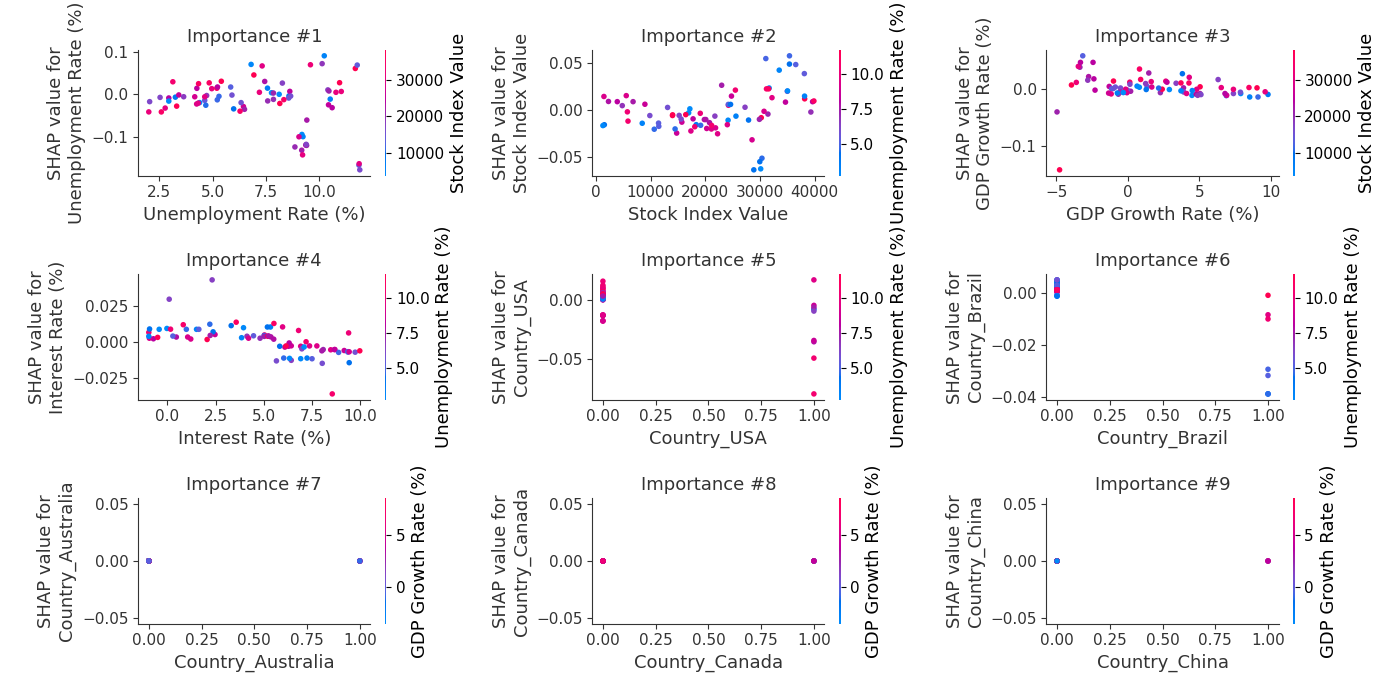 Importance #1
SHAP value for
Unemployment Rate (%)
0.1
0.0
−0.1
2.5
5.0
7.5
10.0
Unemployment Rate (%)
30000
20000
10000
Stock Index Value
Importance #2
SHAP value for
Stock Index Value
0.05
0.00
−0.05
0
10000
20000
30000
40000
Stock Index Value
10.0
7.5
5.0
Unemployment Rate (%)
Importance #3
SHAP value for
GDP Growth Rate (%)
0.0
−0.1
−5
0
5
10
GDP Growth Rate (%)
30000
20000
10000
Stock Index Value
Importance #4
SHAP value for
Interest Rate (%)
0.025
0.000
−0.025
0.0
2.5
5.0
7.5
10.0
Interest Rate (%)
10.0
7.5
5.0
Unemployment Rate (%)
Importance #5
SHAP value for
Country_USA
0.00
−0.05
0.00
0.25
0.50
0.75
1.00
Country_USA
10.0
7.5
5.0
Unemployment Rate (%)
Importance #6
SHAP value for
Country_Brazil
0.00
−0.02
−0.04
0.00
0.25
0.50
0.75
1.00
Country_Brazil
10.0
7.5
5.0
Unemployment Rate (%)
Importance #7
SHAP value for
Country_Australia
0.05
0.00
−0.05
0.00
0.25
0.50
0.75
1.00
Country_Australia
5
0
GDP Growth Rate (%)
Importance #8
SHAP value for
Country_Canada
0.05
0.00
−0.05
0.00
0.25
0.50
0.75
1.00
Country_Canada
5
0
GDP Growth Rate (%)
Importance #9
SHAP value for
Country_China
0.05
0.00
−0.05
0.00
0.25
0.50
0.75
1.00
Country_China
5
0
GDP Growth Rate (%)